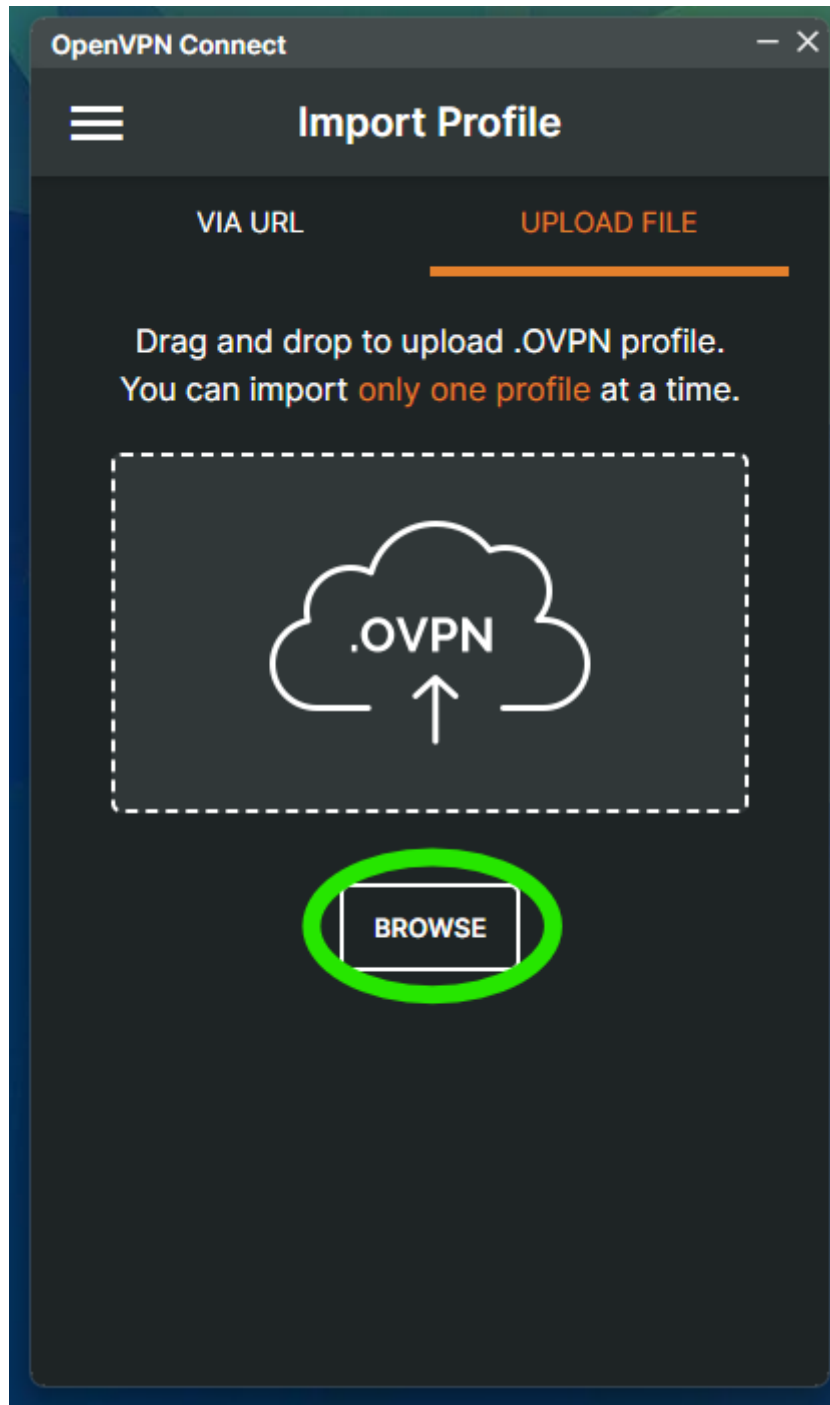 OpenVPN Connect
Import Profile
VIA URL
UPLOAD FILE
Drag and drop to upload .OVPN profile.
You can import only one profile at a time.
.OVPN
BROWSE